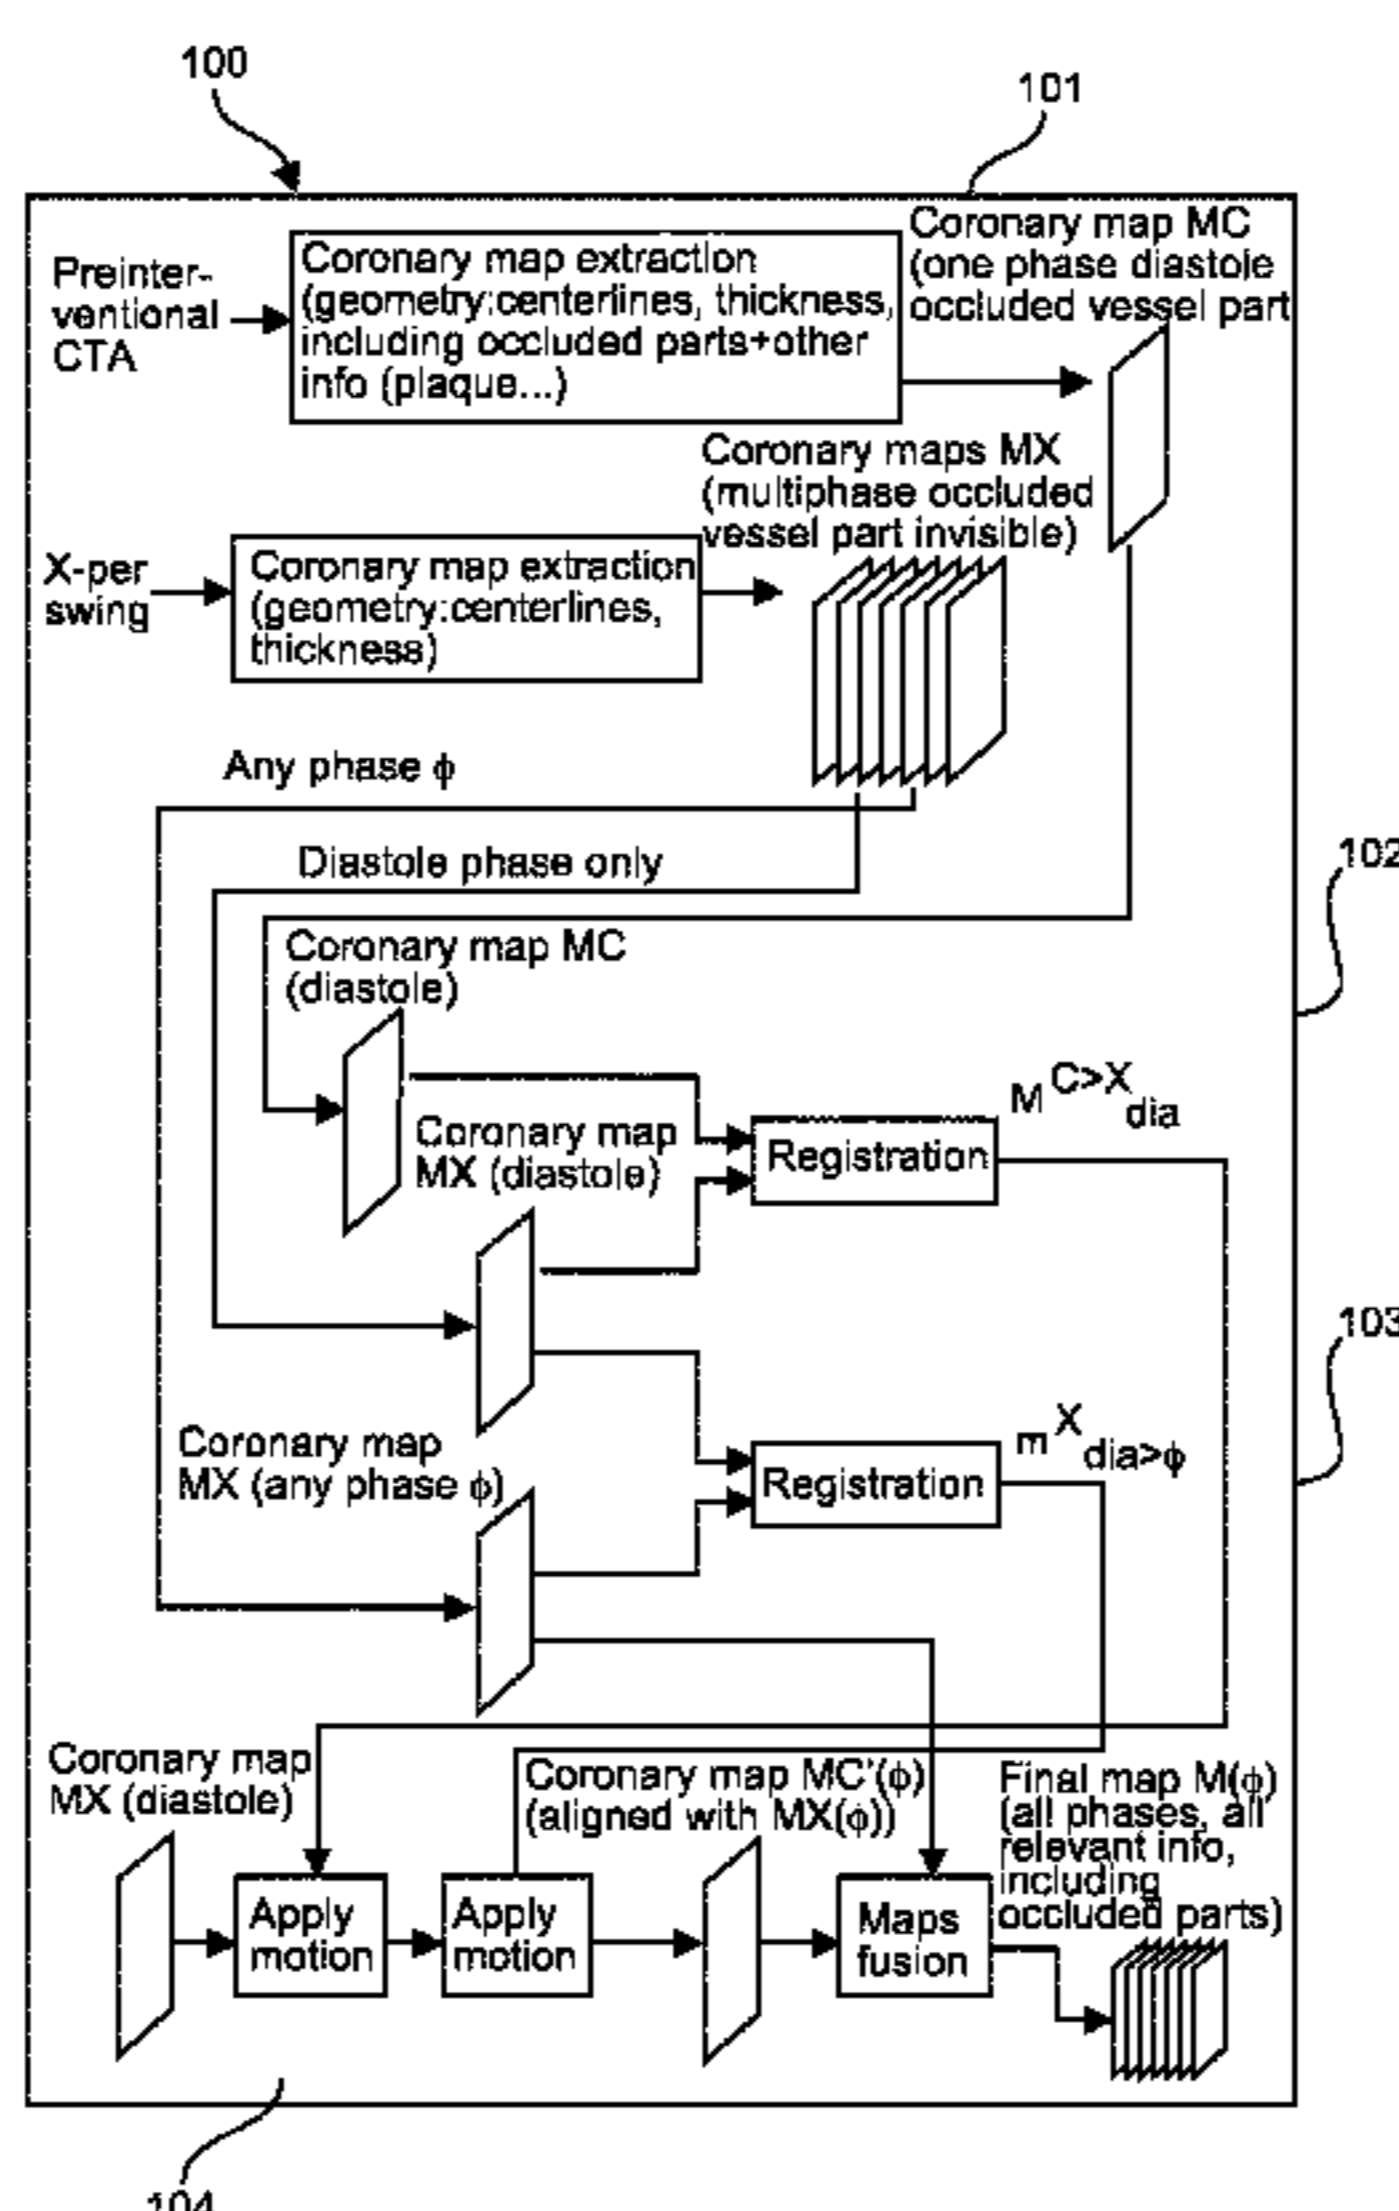 100
101
Coronary map MC
(one phase diastole
occluded vessel part
Preinter-
ventional
CTA
Coronary map extraction
(geometry:centerlines, thickness,
including occluded parts+other
info (plaque...)
Coronary maps MX
(multiphase occluded
vessel part invisible)
X-per
swing
Coronary map extraction
(geometry:centerlines,
thickness)
Any phase ϕ
Diastole phase only
102
Coronary map MC
(diastole)
M C>X dia
Coronary map
MX (diastole)
Registration
103
Coronary map
MX (any phase ϕ)
m X dia>ϕ
Registration
Coronary map
MX (diastole)
Coronary map MC'(ϕ)
(aligned with MX(ϕ))
Final map M(ϕ)
(all phases, all
relevant info,
including
occluded parts)
Apply
motion
Apply
motion
Maps
fusion
104